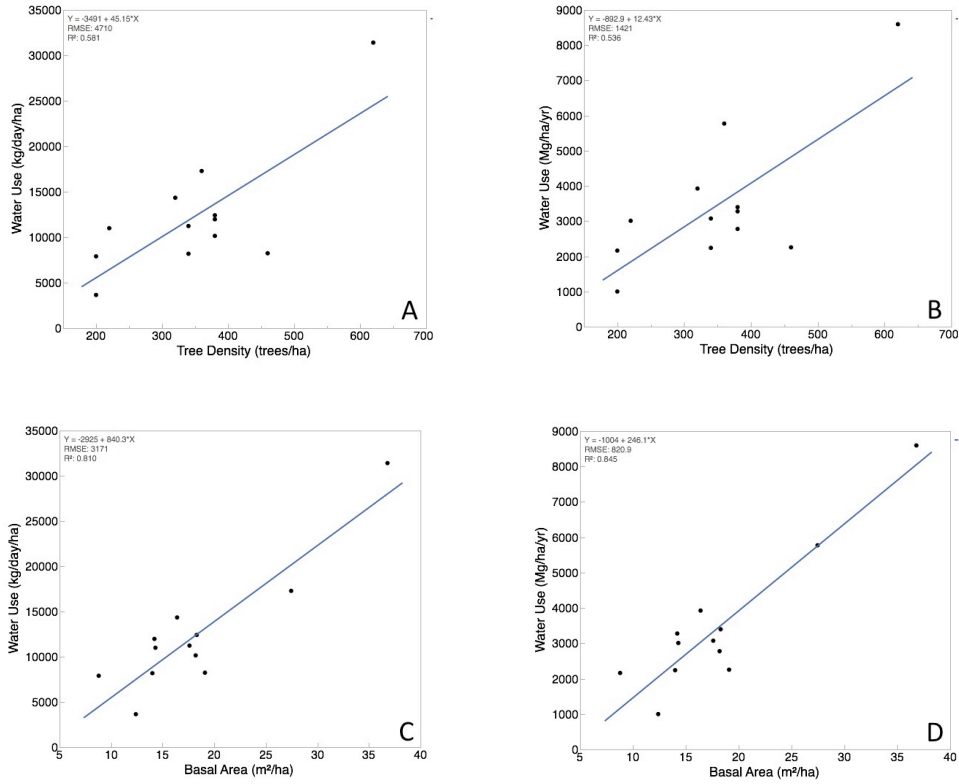 Y = -3491 + 45.15*X
RMSE: 4710
R²: 0.581
35000
30000
25000
20000
15000
10000
5000
0
Water Use (kg/day/ha)
200 300 400 500 600 700
Tree Density (trees/ha)
A
Y = -892.9 + 12.43*X
RMSE: 1421
R²: 0.536
9000
8000
7000
6000
5000
4000
3000
2000
1000
0
Water Use (Mg/ha/yr)
200 300 400 500 600 700
Tree Density (trees/ha)
B
Y = -2925 + 840.3*X
RMSE: 3171
R²: 0.810
35000
30000
25000
20000
15000
10000
5000
0
Water Use (kg/day/ha)
5 10 15 20 25 30 35 40
Basal Area (m²/ha)
C
Y = -1004 + 246.1*X
RMSE: 820.9
R²: 0.845
9000
8000
7000
6000
5000
4000
3000
2000
1000
0
Water Use (Mg/ha/yr)
5 10 15 20 25 30 35 40
Basal Area (m²/ha)
D